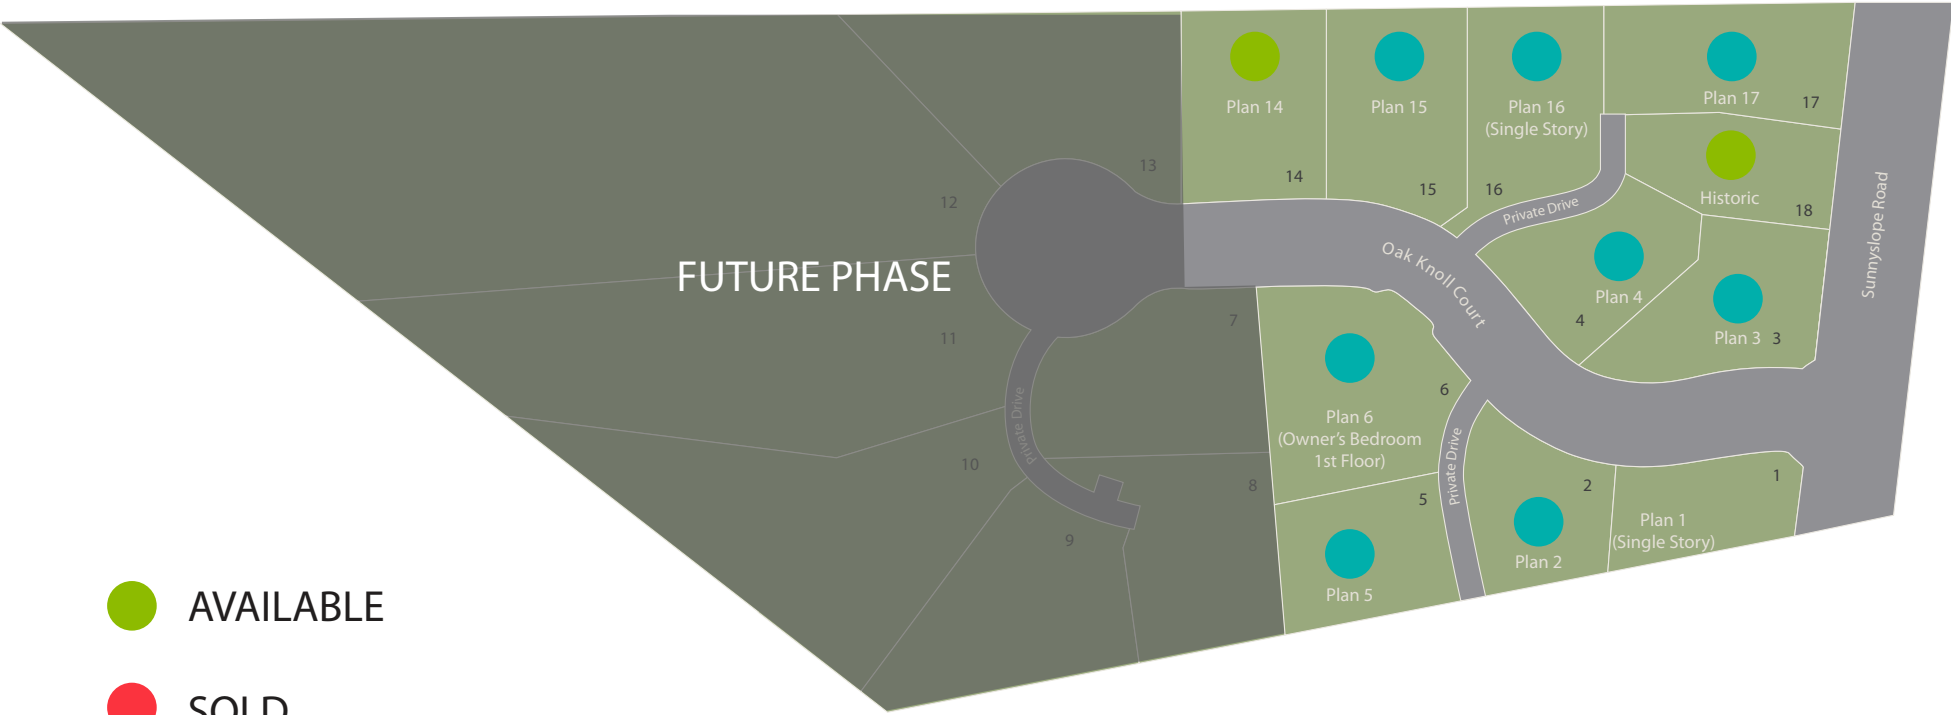 Plan 14
Plan 15
Plan 16
(Single Story)
Plan 17
17
13
14
15
16
12
Private Drive
Historic
18
Sunnyslope Road
Oak Knoll Court
FUTURE PHASE
Plan 4
4
Plan 3
3
7
11
6
Private Drive
Plan 6
(Owner's Bedroom
1st Floor)
Private Drive
10
8
5
2
1
Plan 1
(Single Story)
9
Plan 2
Plan 5
AVAILABLE
SOLD